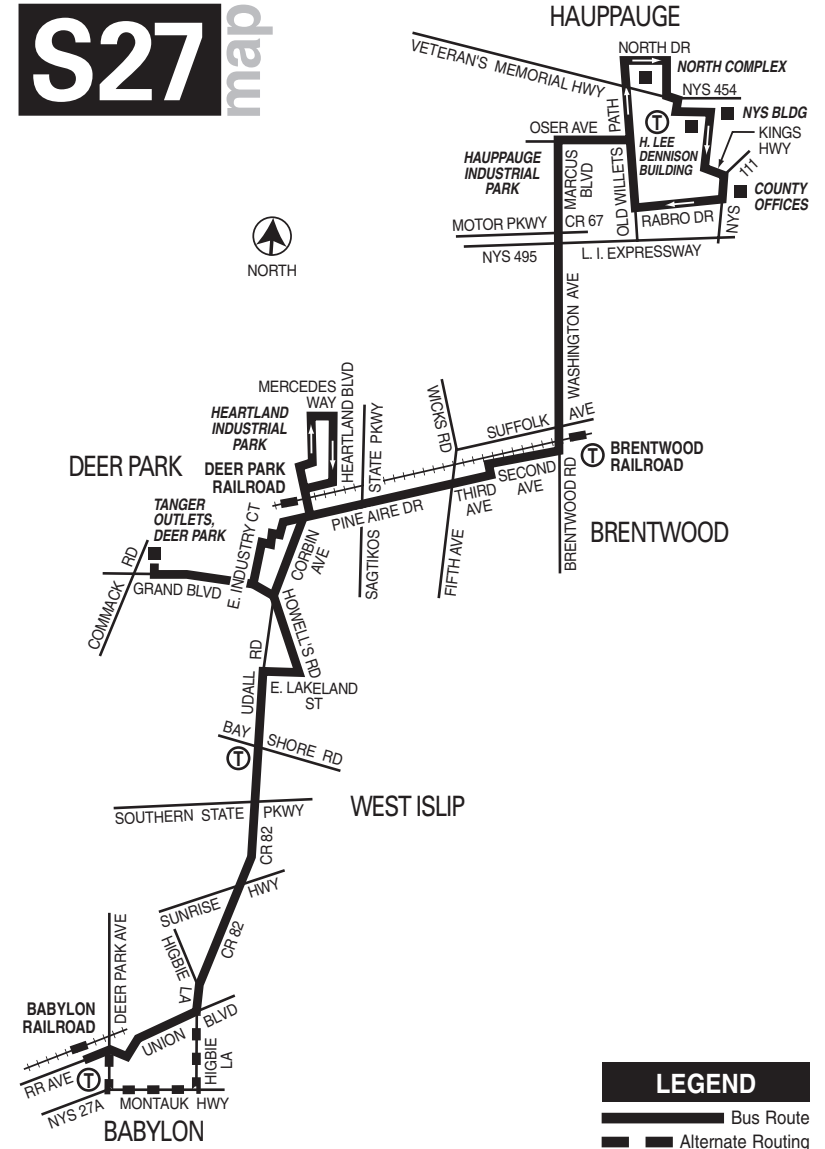 S27
map
HAUPPAUGE
VETERAN'S MEMORIAL HWY
NORTH DR
NORTH COMPLEX
NYS 454
NYS BLDG
KINGS
HWY
NYS 111
COUNTY
OFFICES
T
H. LEE
DENNISON
BUILDING
OLD WILLETS PATH
OSER AVE
HAUPPAUGE
INDUSTRIAL
PARK
MARCUS
BLVD
RABRO DR
MOTOR PKWY
CR 67
NYS 495
L. I. EXPRESSWAY
NORTH
WASHINGTON AVE
MERCEDES
WAY
HEARTLAND BLVD
HEARTLAND
INDUSTRIAL
PARK
SAGTIKOS STATE PKWY
WICKS RD
SUFFOLK AVE
T
BRENTWOOD
RAILROAD
DEER PARK
DEER PARK
RAILROAD
SECOND
AVE
THIRD
AVE
PINE AIRE DR
FIFTH AVE
BRENTWOOD RD
BRENTWOOD
TANGER
OUTLETS,
DEER PARK
E. INDUSTRY CT
CORBIN
AVE
COMMACK RD
GRAND BLVD
HOWELL'S RD
UDALL RD
E. LAKELAND
ST
BAY SHORE RD
T
WEST ISLIP
SOUTHERN STATE PKWY
CR 82
SUNRISE HWY
CR 82
HIGBIE LA
DEER PARK AVE
BABYLON
RAILROAD
UNION BLVD
HIGBIE
LA
RR AVE
T
NYS 27A
MONTAUK HWY
BABYLON
LEGEND
Bus Route
Alternate Routing